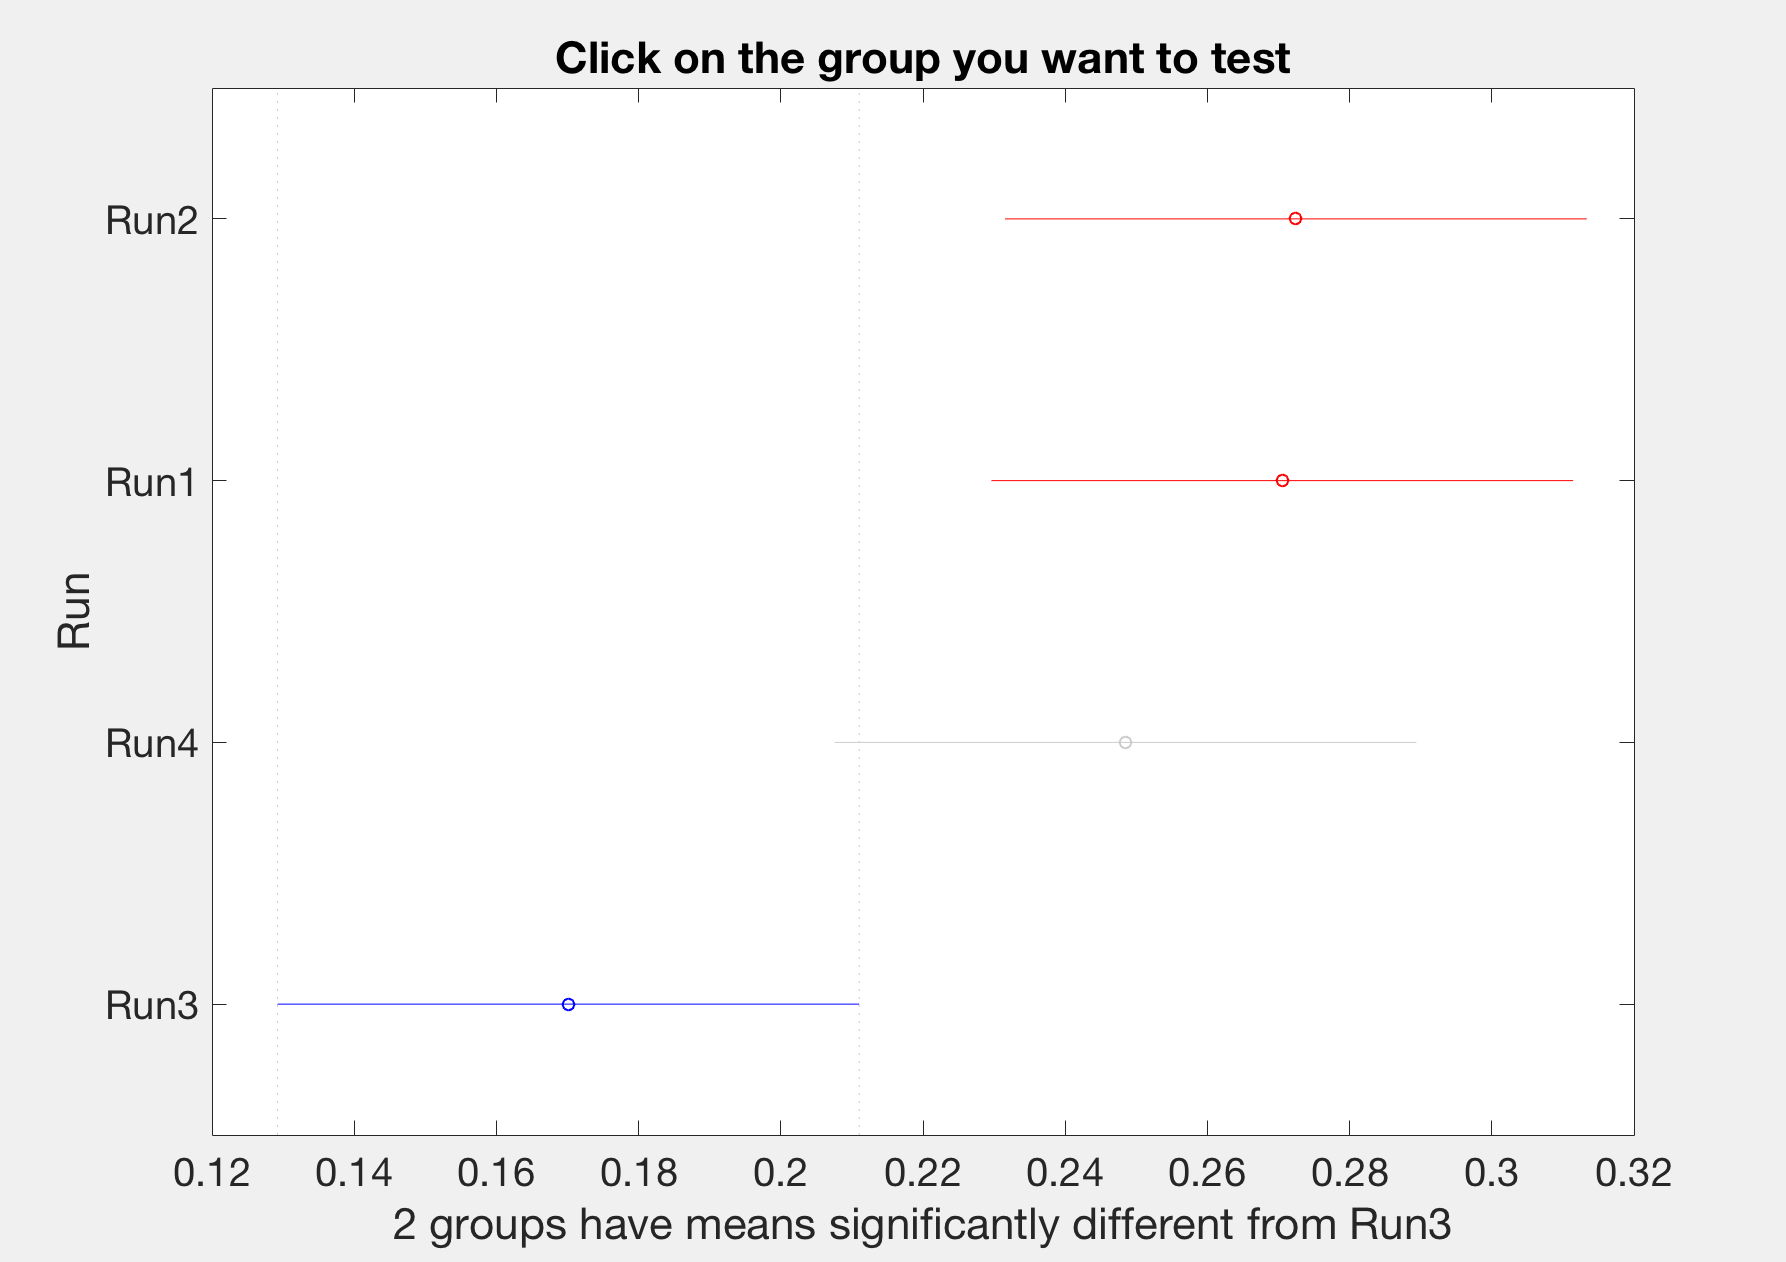 Click on the group you want to test
Run2
Run1
Run
Run4
Run3
0.12 0.14 0.16 0.18 0.2 0.22 0.24 0.26 0.28 0.3 0.32
2 groups have means significantly different from Run3